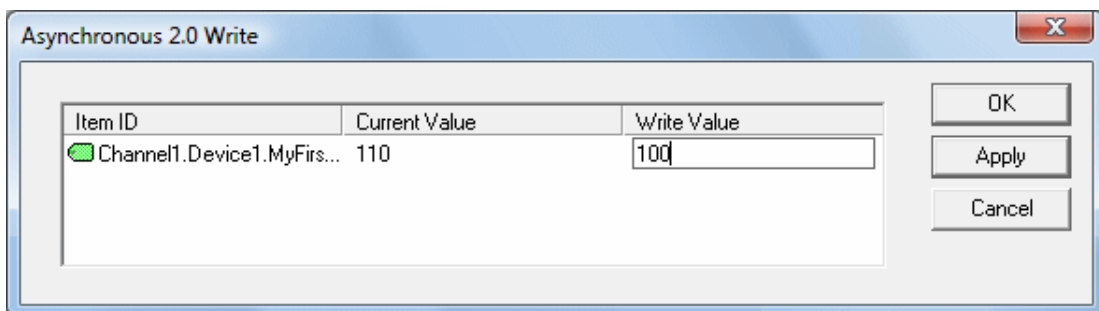 Asynchronous 2.0 Write
Item ID Current Value Write Value
Channel1.Device1.MyFirs... 110 100
OK
Apply
Cancel